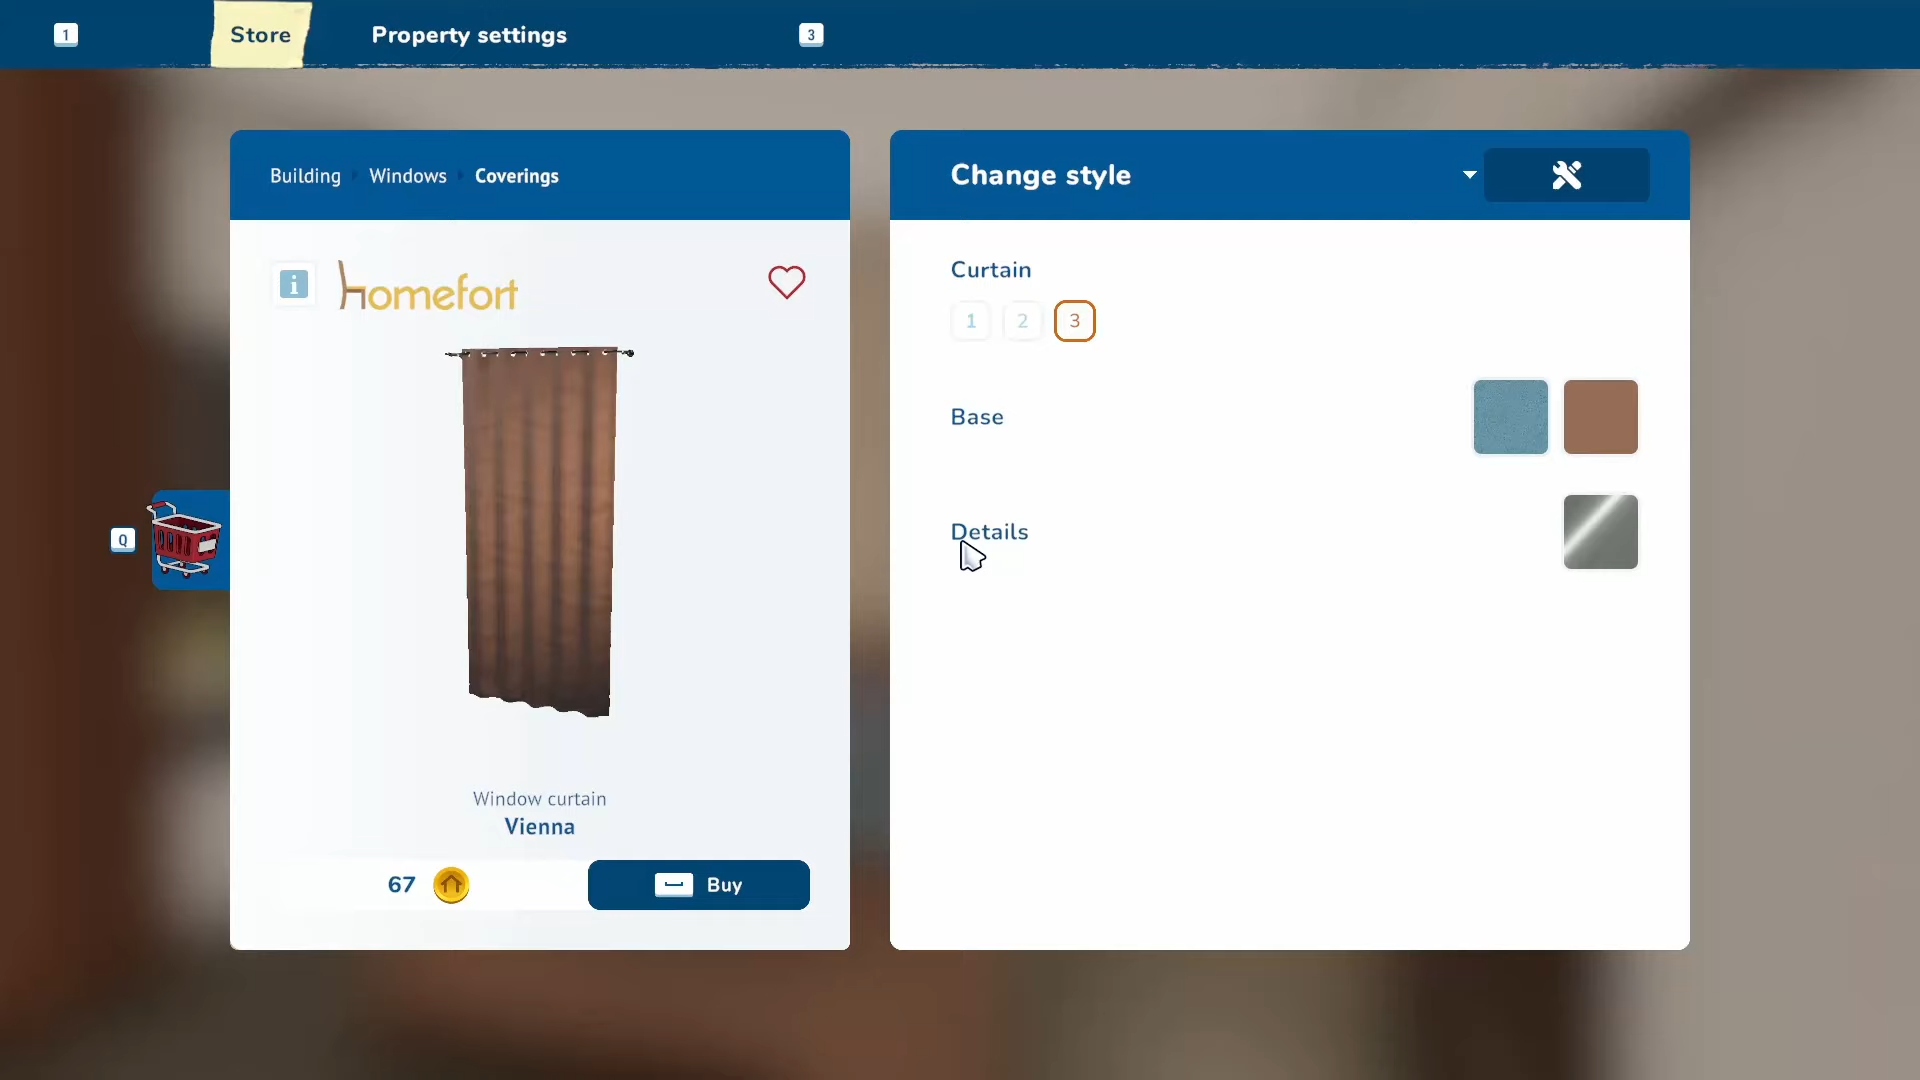 1
Store
Property settings
3
Building
Windows
Coverings
Change style
i
homefort
Curtain
1
2
3
Base
Details
Q
Window curtain
Vienna
67
Buy